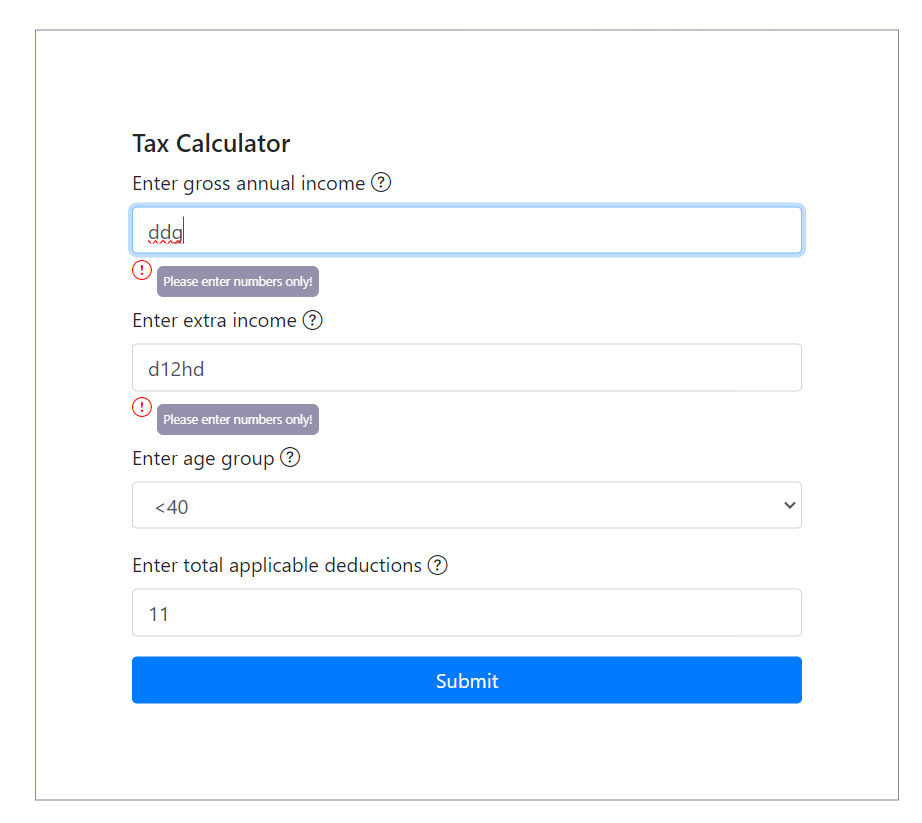 Tax Calculator
Enter gross annual income ?
ddg
! Please enter numbers only!
Enter extra income ?
d12hd
! Please enter numbers only!
Enter age group ?
<40
Enter total applicable deductions ?
11
Submit